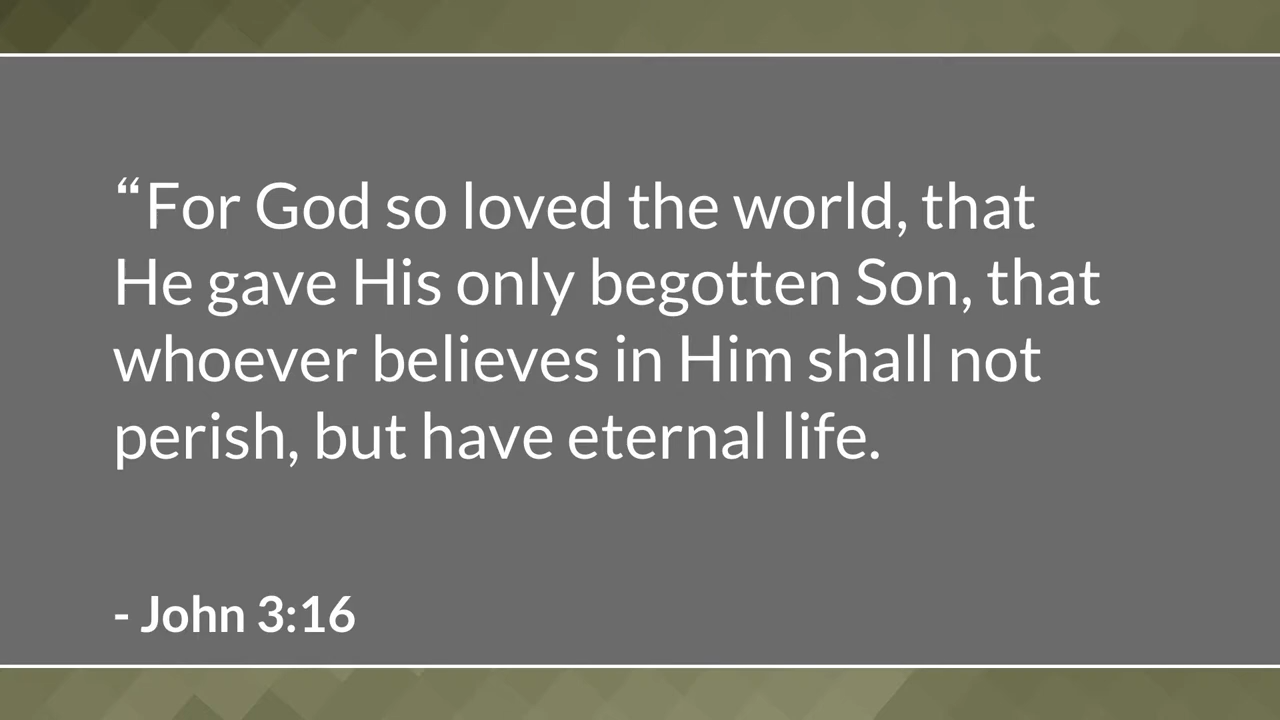 “For God so loved the world, that
He gave His only begotten Son, that
whoever believes in Him shall not
perish, but have eternal life.
- John 3:16